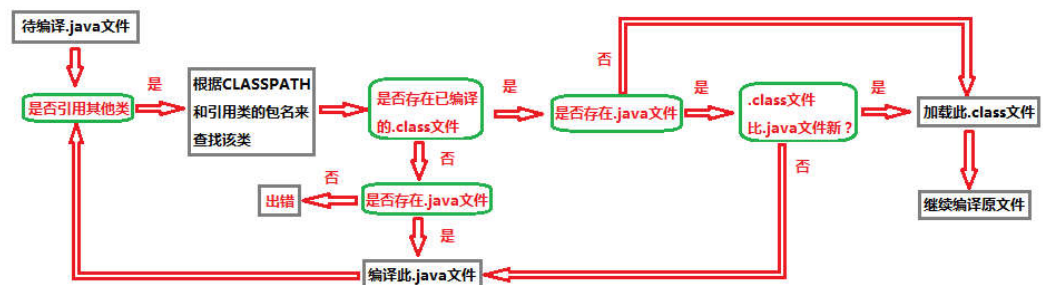 待编译.java文件
是否引用其他类
是
根据CLASSPATH
和引用类的包名来
查找该类
是否存在已编译
的.class文件
是
否
是否存在.java文件
否
是
.class文件
比.java文件新？
是
否
加载此.class文件
继续编译原文件
是否存在.java文件
否
出错
是
编译此.java文件